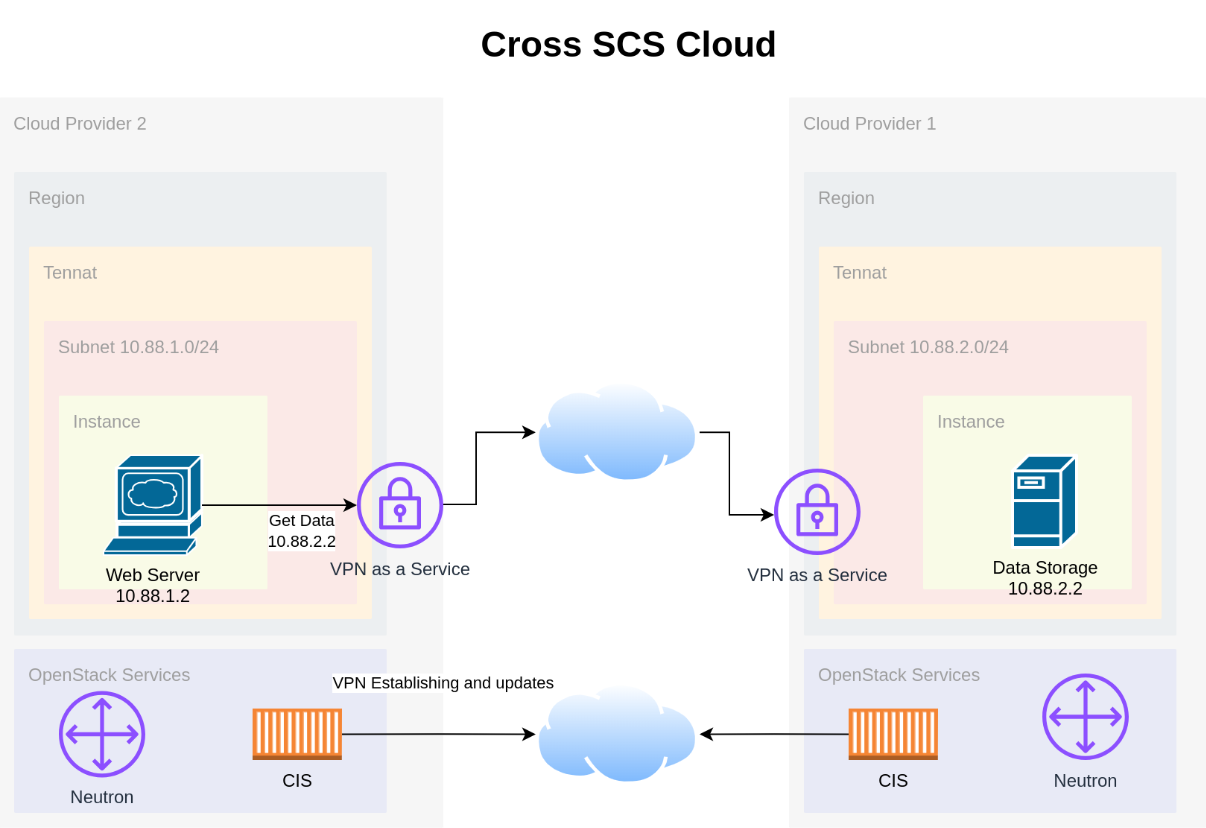 Cross SCS Cloud
Cloud Provider 2
Region
Tennat
Subnet 10.88.1.0/24
Instance
Web Server
10.88.1.2
Get Data
10.88.2.2
VPN as a Service
OpenStack Services
Neutron
CIS
VPN Establishing and updates
Cloud Provider 1
Region
Tennat
Subnet 10.88.2.0/24
Instance
Data Storage
10.88.2.2
VPN as a Service
OpenStack Services
CIS
Neutron